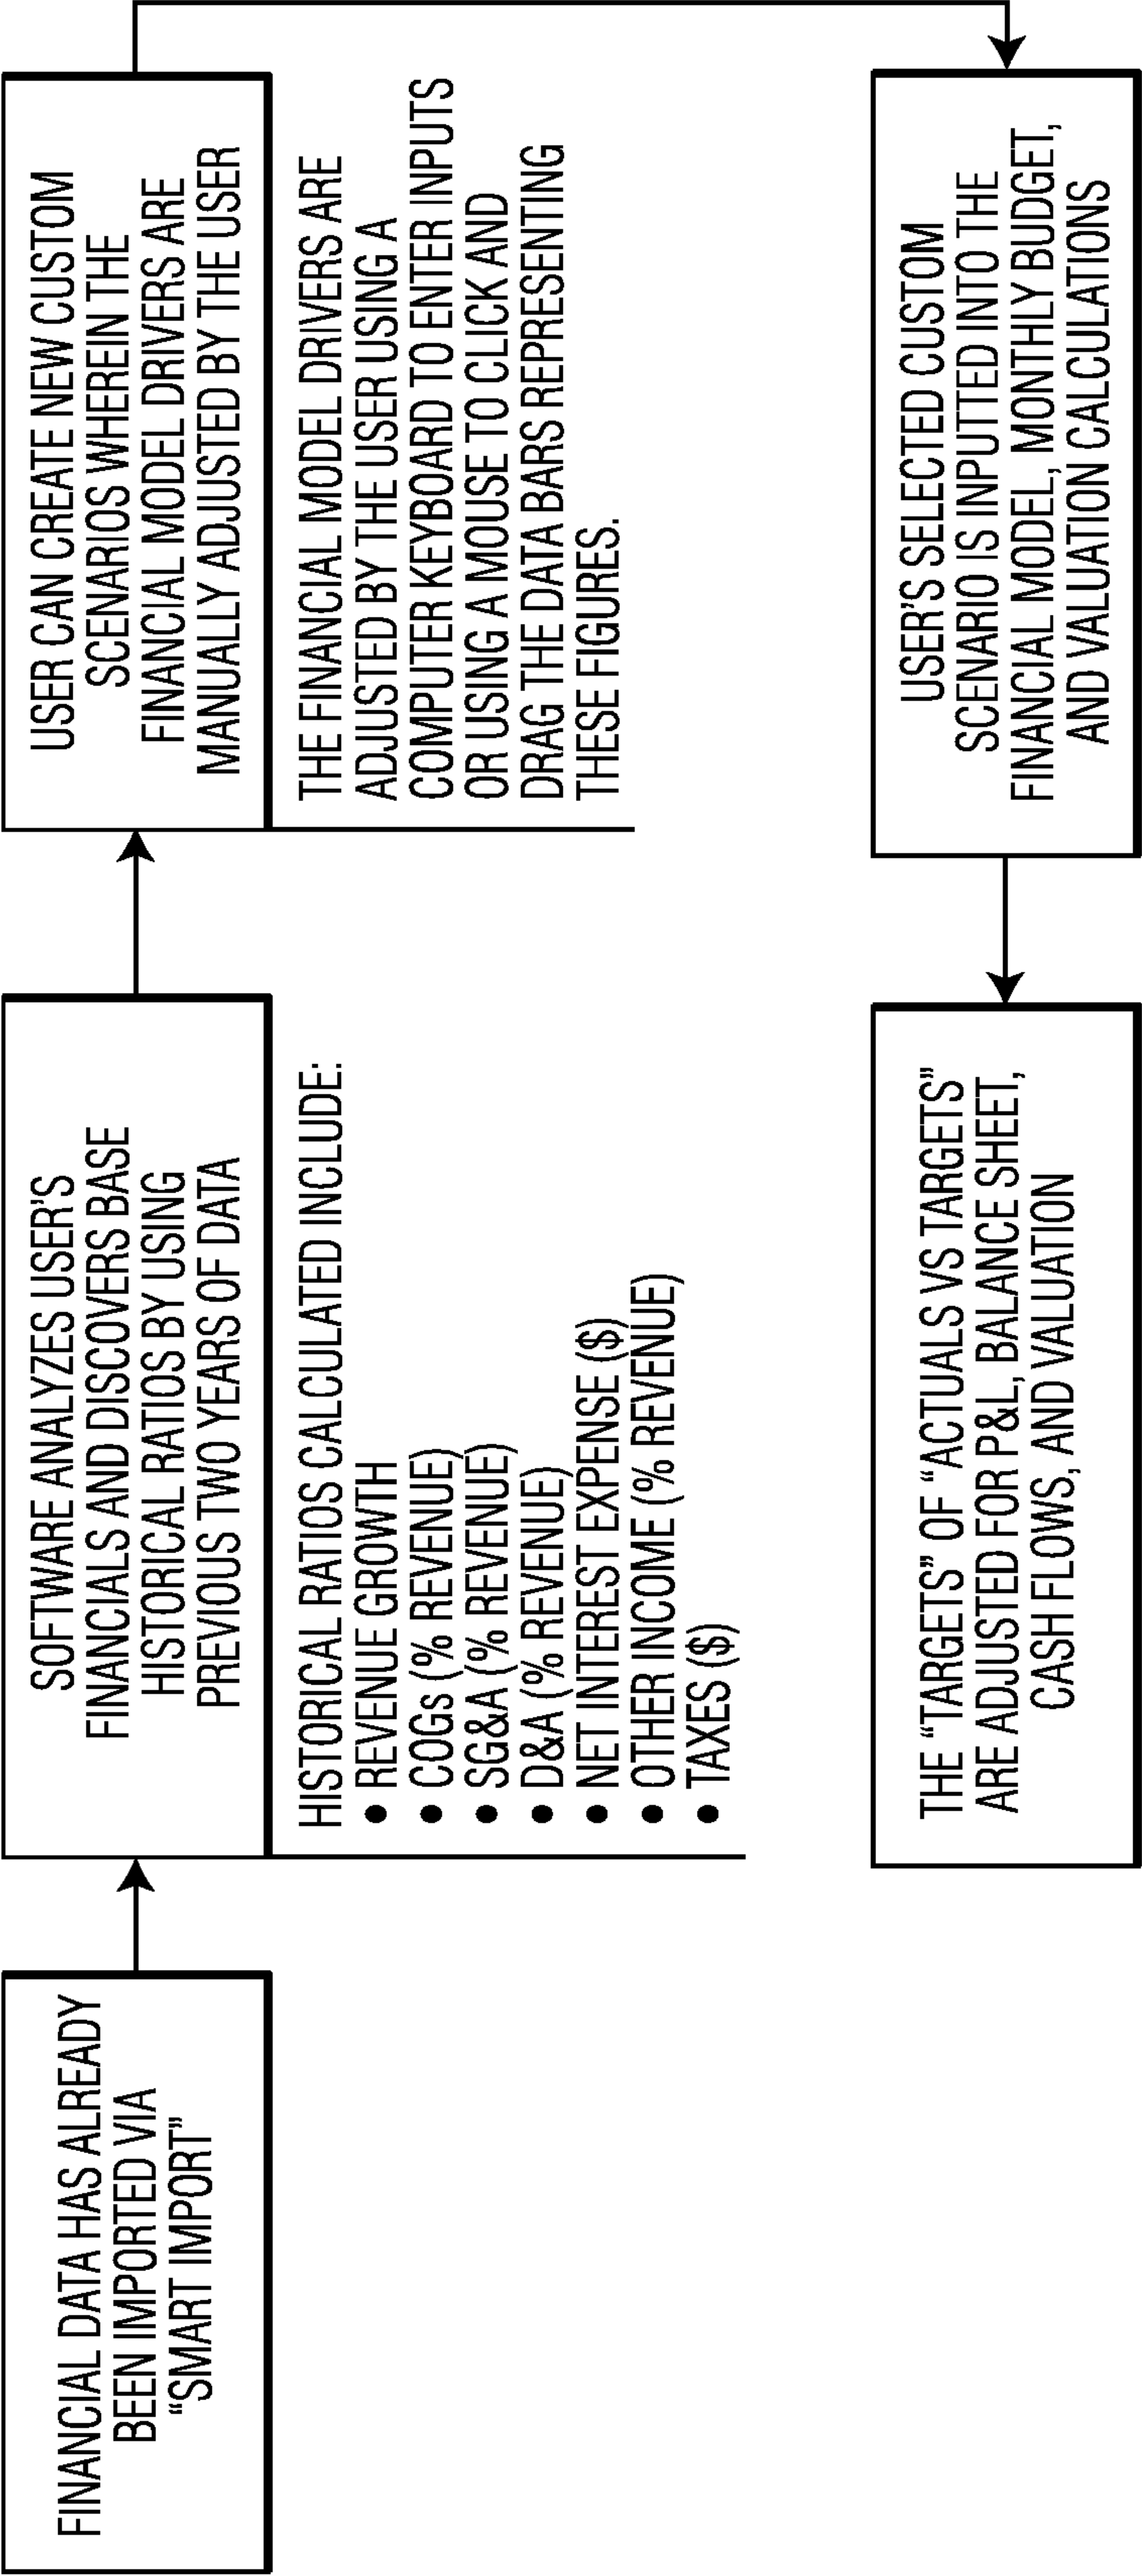 FINANCIAL DATA HAS ALREADY
BEEN IMPORTED VIA
“SMART IMPORT”
SOFTWARE ANALYZES USER’S
FINANCIALS AND DISCOVERS BASE
HISTORICAL RATIOS BY USING
PREVIOUS TWO YEARS OF DATA
HISTORICAL RATIOS CALCULATED INCLUDE:
• REVENUE GROWTH
• COGs (% REVENUE)
• SG&A (% REVENUE)
• D&A (% REVENUE)
• NET INTEREST EXPENSE ($)
• OTHER INCOME (% REVENUE)
• TAXES ($)
USER CAN CREATE NEW CUSTOM
SCENARIOS WHEREIN THE
FINANCIAL MODEL DRIVERS ARE
MANUALLY ADJUSTED BY THE USER
THE FINANCIAL MODEL DRIVERS ARE
ADJUSTED BY THE USER USING A
COMPUTER KEYBOARD TO ENTER INPUTS
OR USING A MOUSE TO CLICK AND
DRAG THE DATA BARS REPRESENTING
THESE FIGURES.
USER’S SELECTED CUSTOM
SCENARIO IS INPUTTED INTO THE
FINANCIAL MODEL, MONTHLY BUDGET,
AND VALUATION CALCULATIONS
THE “TARGETS” OF “ACTUALS VS TARGETS”
ARE ADJUSTED FOR P&L, BALANCE SHEET,
CASH FLOWS, AND VALUATION